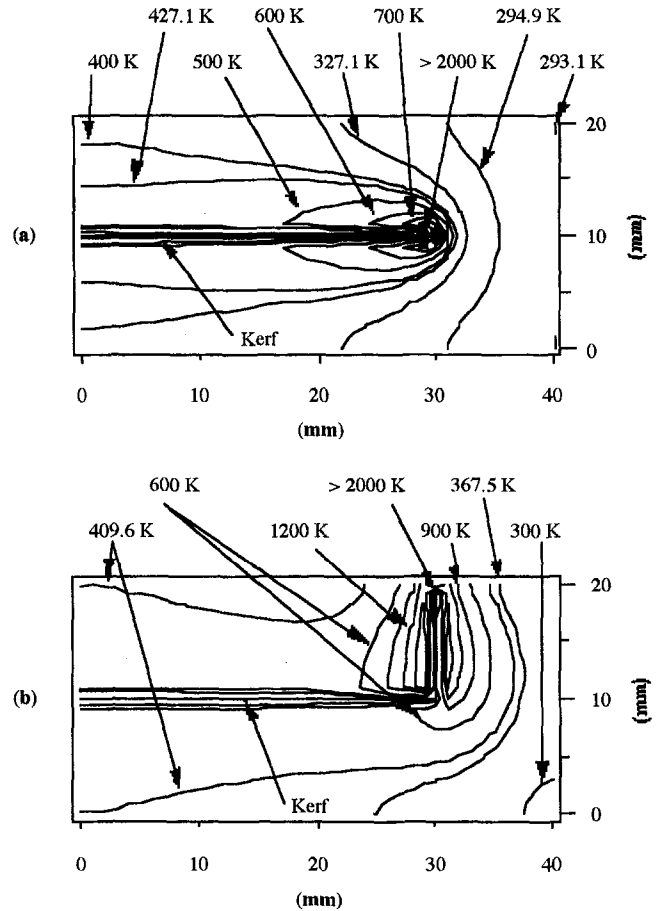 427.1 K 600 K 700 K 294.9 K
400 K 500 K 327.1 K > 2000 K 293.1 K
20
(a) 10 (mm)
Kerf
0
0 10 20 30 40
(mm)
600 K > 2000 K 367.5 K
409.6 K 1200 K 900 K 300 K
20
(b) 10 (mm)
Kerf
0
0 10 20 30 40
(mm)